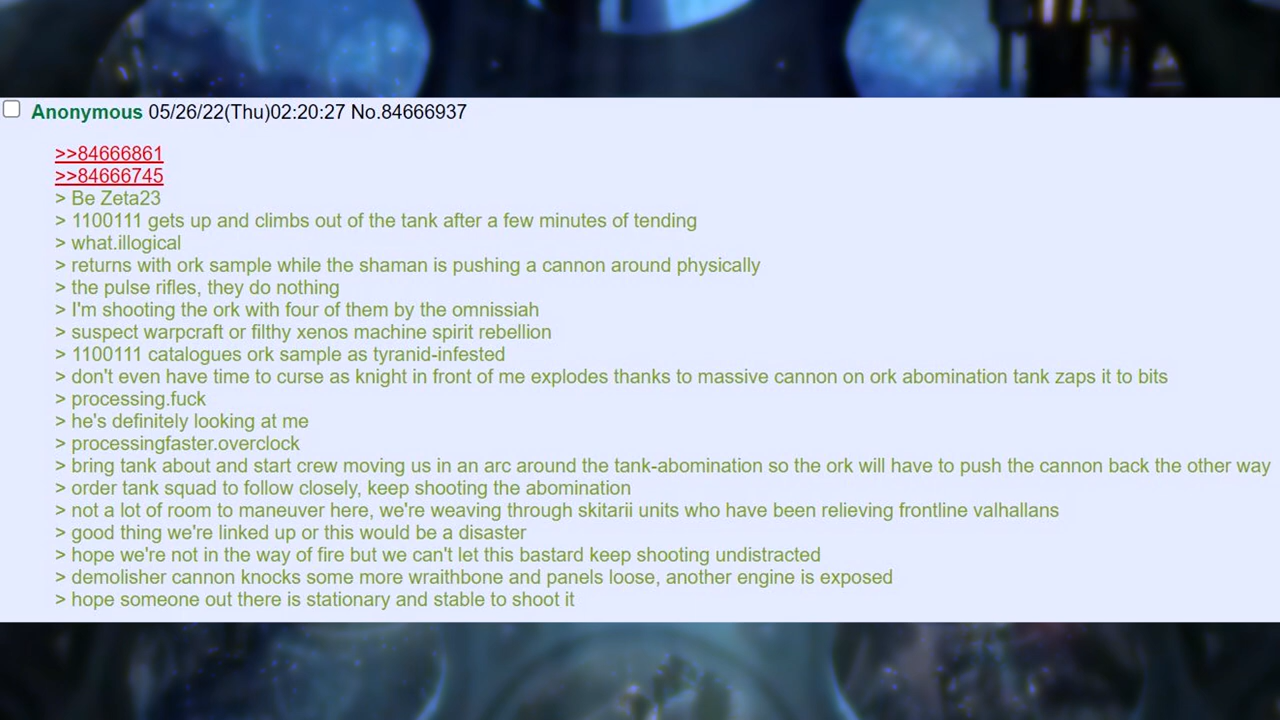 Anonymous 05/26/22(Thu)02:20:27 No.84666937
>>84666861
>>84666745
> Be Zeta23
> 1100111 gets up and climbs out of the tank after a few minutes of tending
> what.illogical
> returns with ork sample while the shaman is pushing a cannon around physically
> the pulse rifles, they do nothing
> I'm shooting the ork with four of them by the omnissiah
> suspect warpcraft or filthy xenos machine spirit rebellion
> 1100111 catalogues ork sample as tyranid-infested
> don't even have time to curse as knight in front of me explodes thanks to massive cannon on ork abomination tank zaps it to bits
> processing.fuck
> he's definitely looking at me
> processingfaster.overclock
> bring tank about and start crew moving us in an arc around the tank-abomination so the ork will have to push the cannon back the other way
> order tank squad to follow closely, keep shooting the abomination
> not a lot of room to maneuver here, we're weaving through skitarii units who have been relieving frontline valhallans
> good thing we're linked up or this would be a disaster
> hope we're not in the way of fire but we can't let this bastard keep shooting undistracted
> demolisher cannon knocks some more wraithbone and panels loose, another engine is exposed
> hope someone out there is stationary and stable to shoot it